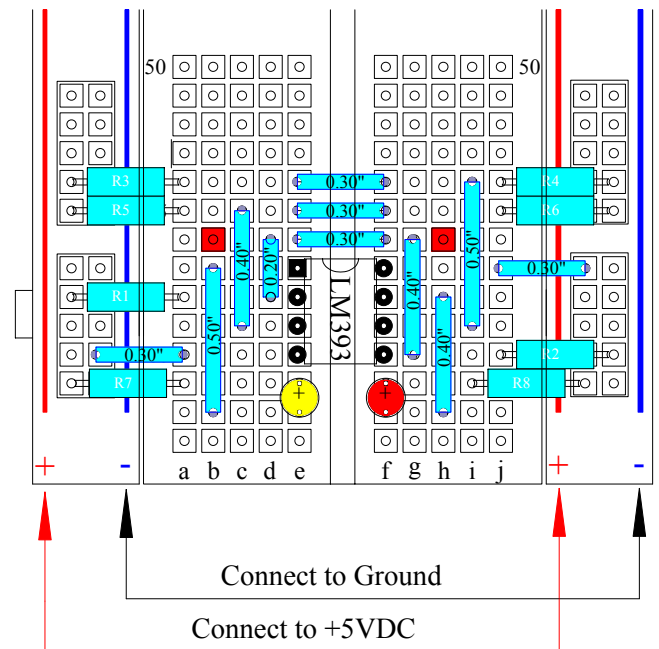 50 50
R3 0.30" R4
R5 0.30" R6
0.40" 0.20" 0.30" 0.50"
0.40" 0.30"
R1 0.50" LM393
0.30" 0.40" R2
R7 R8
+ - a b c d e f g h i j + -
Connect to Ground
Connect to +5VDC